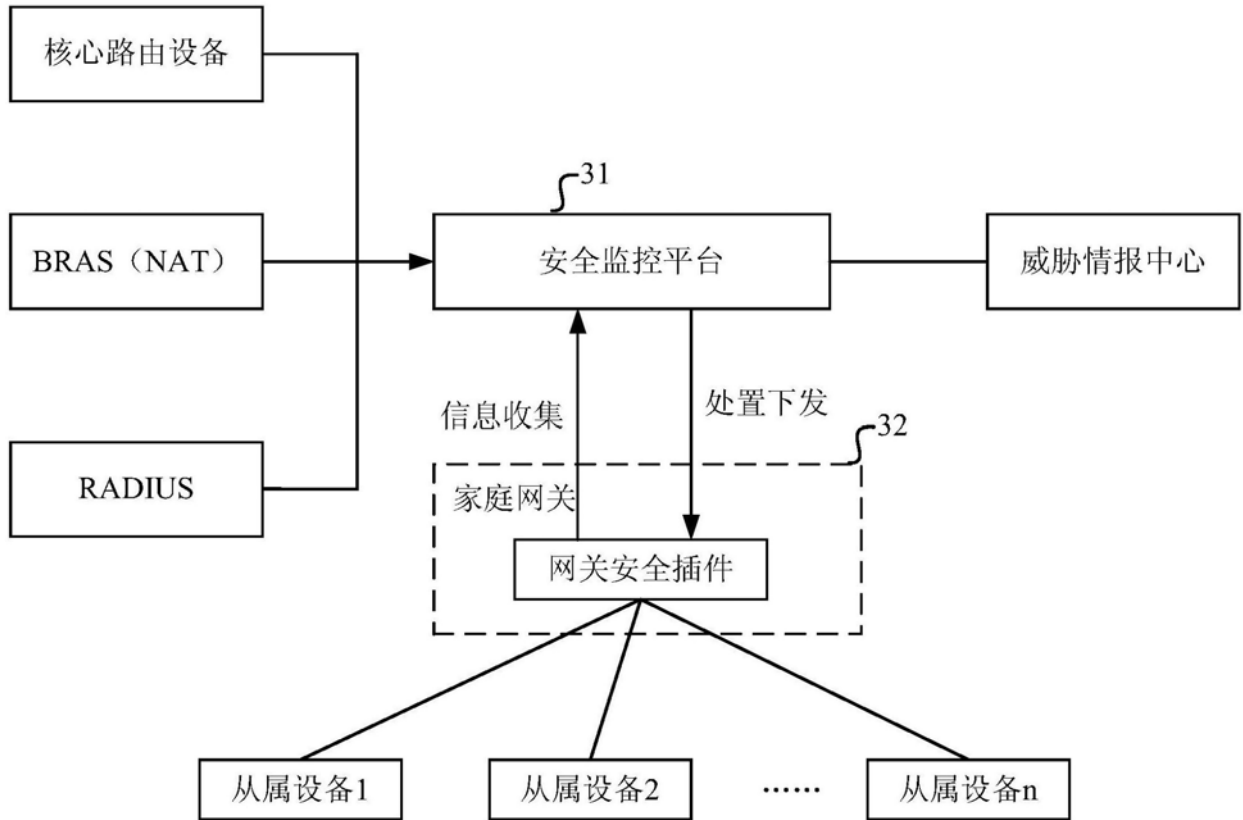 核心路由设备
31
BRAS（NAT）
安全监控平台
威胁情报中心
信息收集
处置下发
32
RADIUS
家庭网关
网关安全插件
从属设备1
从属设备2
……
从属设备n